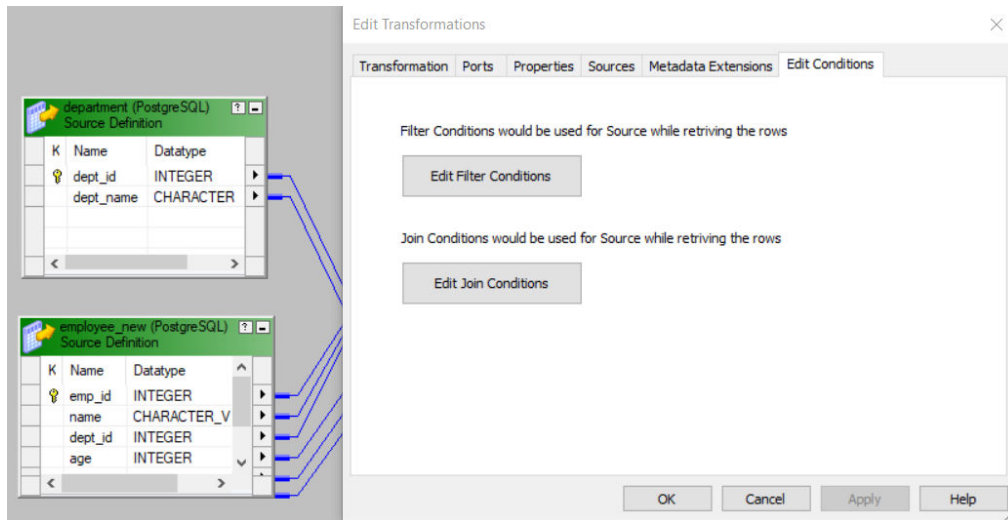 department (PostgreSQL)
Source Definition
K Name Datatype
dept_id INTEGER
dept_name CHARACTER
employee_new (PostgreSQL)
Source Definition
K Name Datatype
emp_id INTEGER
name CHARACTER_V
dept_id INTEGER
age INTEGER
Edit Transformations
Transformation Ports Properties Sources Metadata Extensions Edit Conditions
Filter Conditions would be used for Source while retriving the rows
Edit Filter Conditions
Join Conditions would be used for Source while retriving the rows
Edit Join Conditions
OK Cancel Apply Help